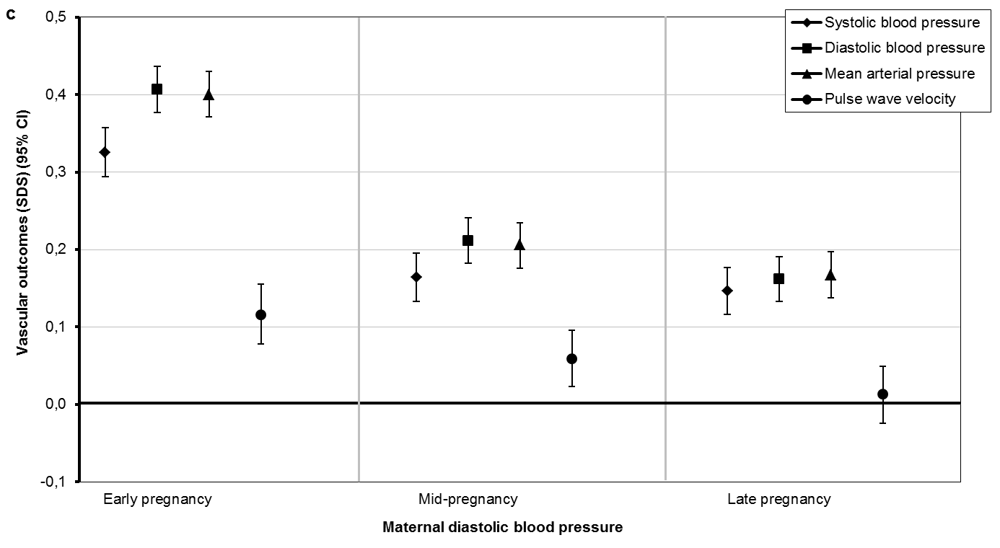 c
Systolic blood pressure
Diastolic blood pressure
Mean arterial pressure
Pulse wave velocity
Vascular outcomes (SDS) (95% CI)
0,5
0,4
0,3
0,2
0,1
0,0
-0,1
Early pregnancy
Mid-pregnancy
Late pregnancy
Maternal diastolic blood pressure